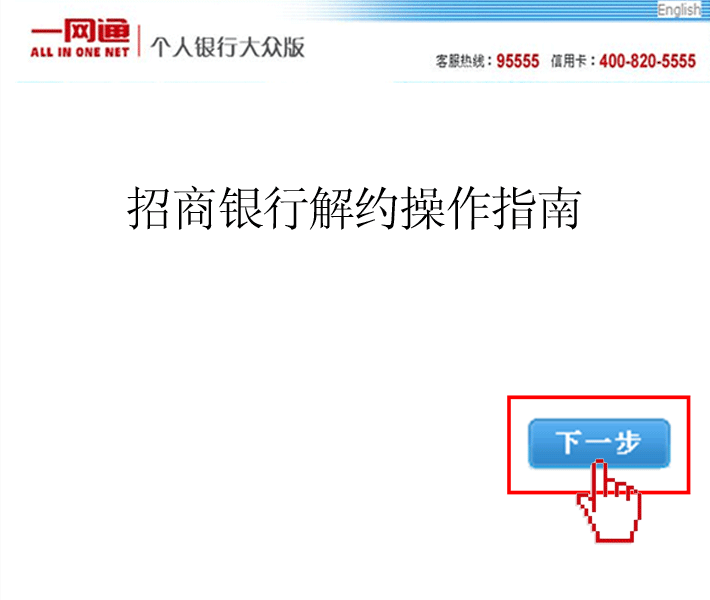 English
一网通
ALL IN ONE NET
个人银行大众版
客服热线：95555 信用卡：400-820-5555
招商银行解约操作指南
下一步